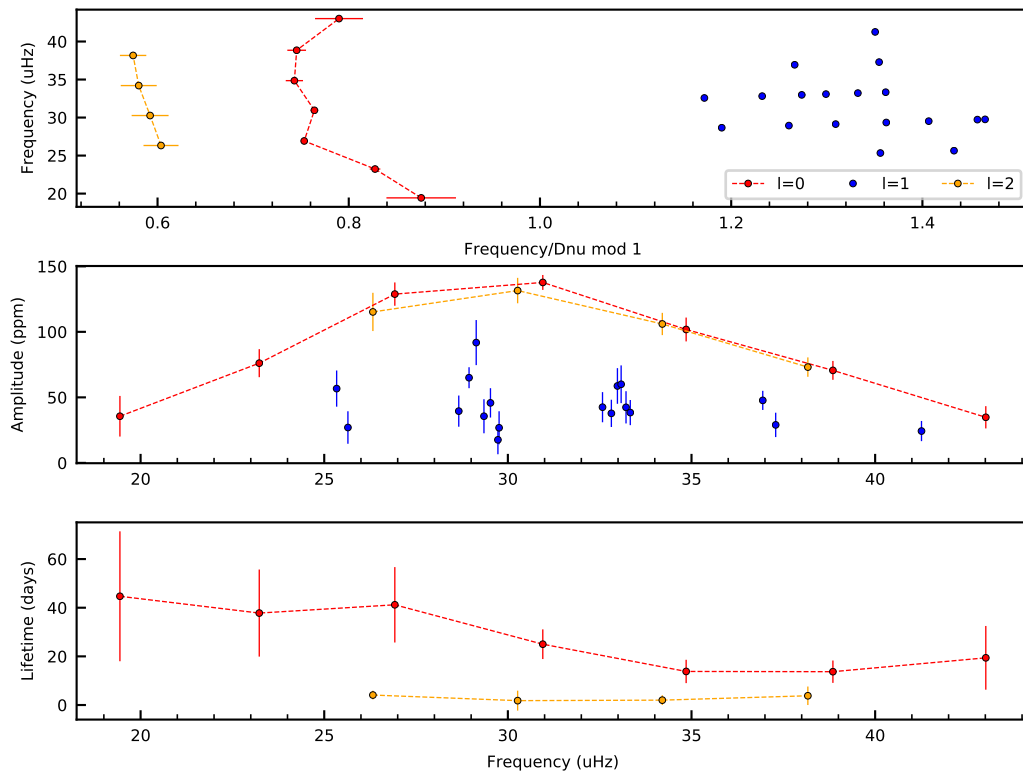 Frequency (uHz)
40
35
30
25
20
l=0 l=1 l=2
0.6 0.8 1.0 1.2 1.4
Frequency/Dnu mod 1
Amplitude (ppm)
150
100
50
0
20 25 30 35 40
Lifetime (days)
60
40
20
0
20 25 30 35 40
Frequency (uHz)